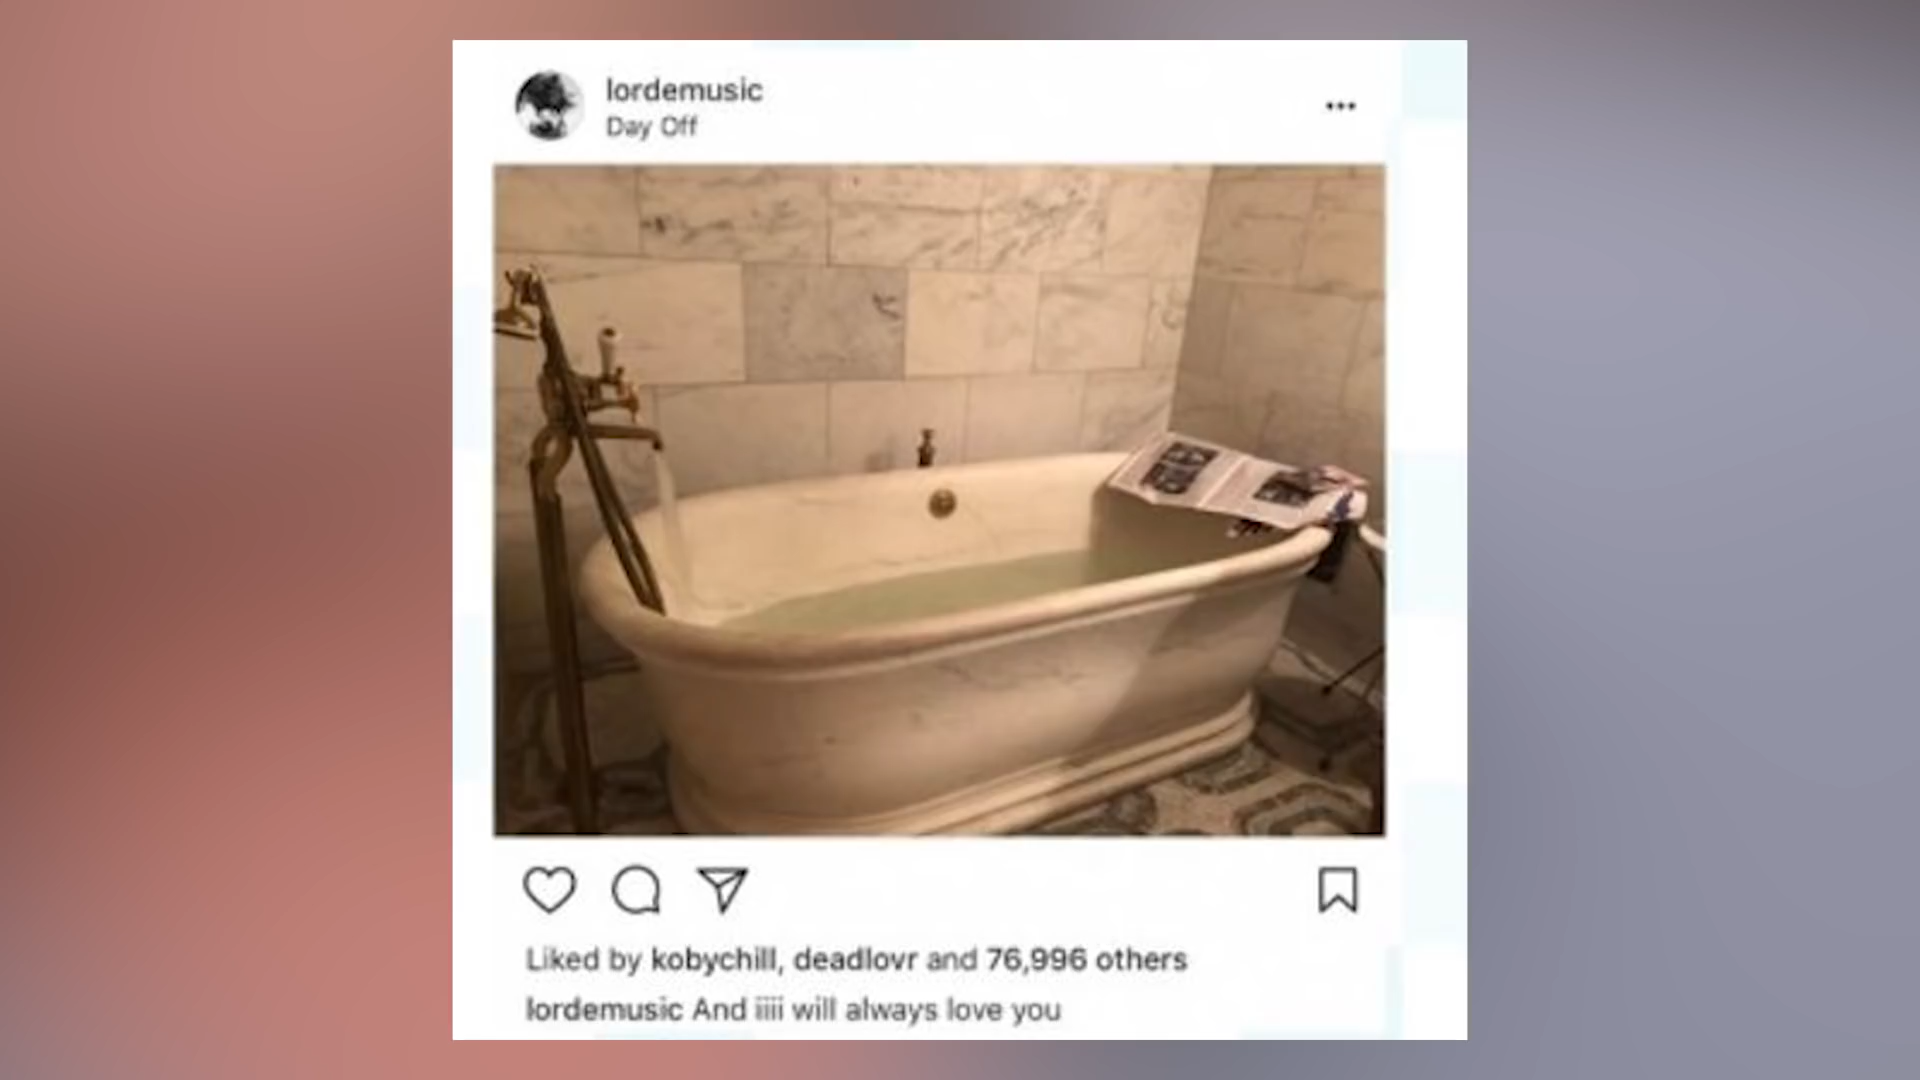 lordemusic
Day Off
Liked by kobychill, deadlovr and 76,996 others
lordemusic And iiii will always love you